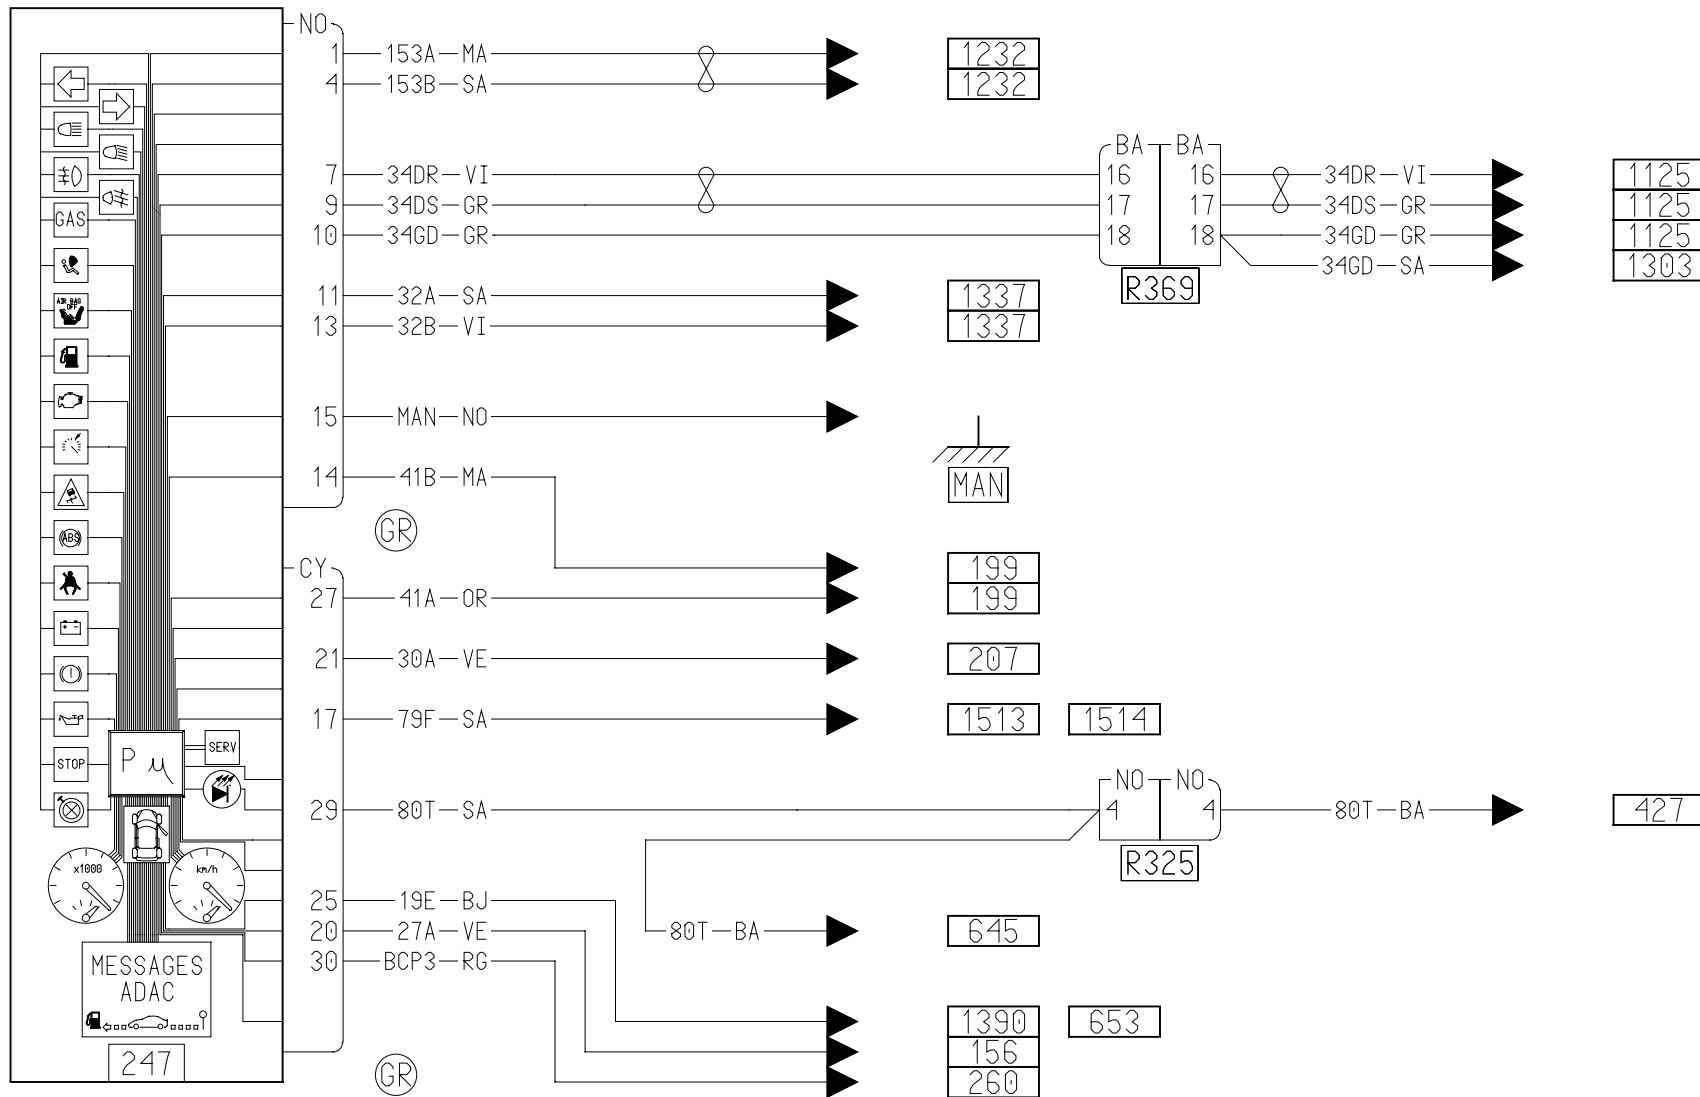 NO
1 153A MA 1232
4 153B SA 1232
BA BA
7 34DR VI 16 16 34DR VI 1125
9 34DS GR 17 17 34DS GR 1125
GAS
10 34GD GR 18 18 34GD GR 1125
34GD SA 1303
R369
11 32A SA 1337
AIR BAG
OFF
13 32B VI 1337
15 MAN NO
14 41B MA MAN
GR
ABS
CY 199
27 41A OR 199
21 30A VE 207
17 79F SA 1513 1514
SERV
STOP Pμ
NO NO
29 80T SA 4 4 80T BA 427
R325
x1000 km/h
25 19E BJ
20 27A VE 80T BA 645
30 BCP3 RG
MESSAGES
ADAC
1390 653
156
247 260
GR